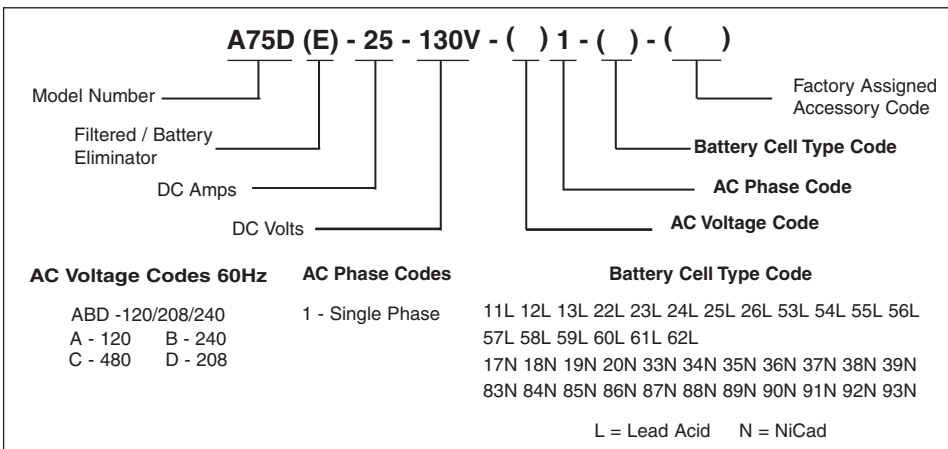 A75D (E) - 25 - 130V - ( ) 1 - ( ) - ( )
Model Number
Factory Assigned
Accessory Code
Filtered / Battery
Eliminator
Battery Cell Type Code
DC Amps
AC Phase Code
DC Volts
AC Voltage Code
AC Voltage Codes 60Hz
ABD -120/208/240
A - 120 B - 240
C - 480 D - 208
AC Phase Codes
1 - Single Phase
Battery Cell Type Code
11L 12L 13L 22L 23L 24L 25L 26L 53L 54L 55L 56L
57L 58L 59L 60L 61L 62L
17N 18N 19N 20N 33N 34N 35N 36N 37N 38N 39N
83N 84N 85N 86N 87N 88N 89N 90N 91N 92N 93N
L = Lead Acid N = NiCad